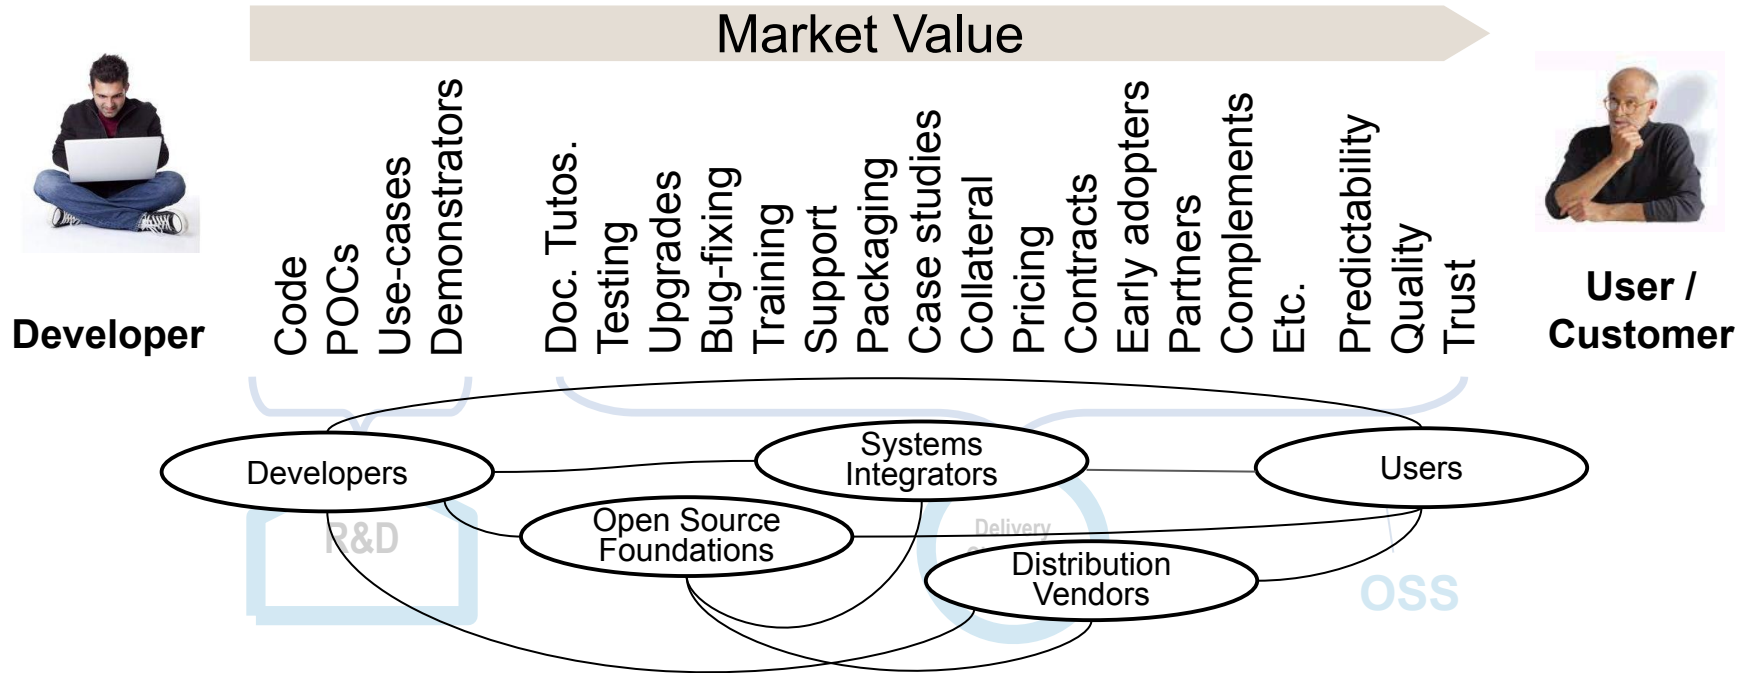 Market Value
Developer
Code
POCs
Use-cases
Demonstrators
Doc. Tutos.
Testing
Upgrades
Bug-fixing
Training
Support
Packaging
Case studies
Collateral
Pricing
Contracts
Early adopters
Partners
Complements
Etc.
Predictability
Quality
Trust
User /
Customer
Developers
Systems
Integrators
Users
Open Source
Foundations
Distribution
Vendors
R&D
Delivery
OSS